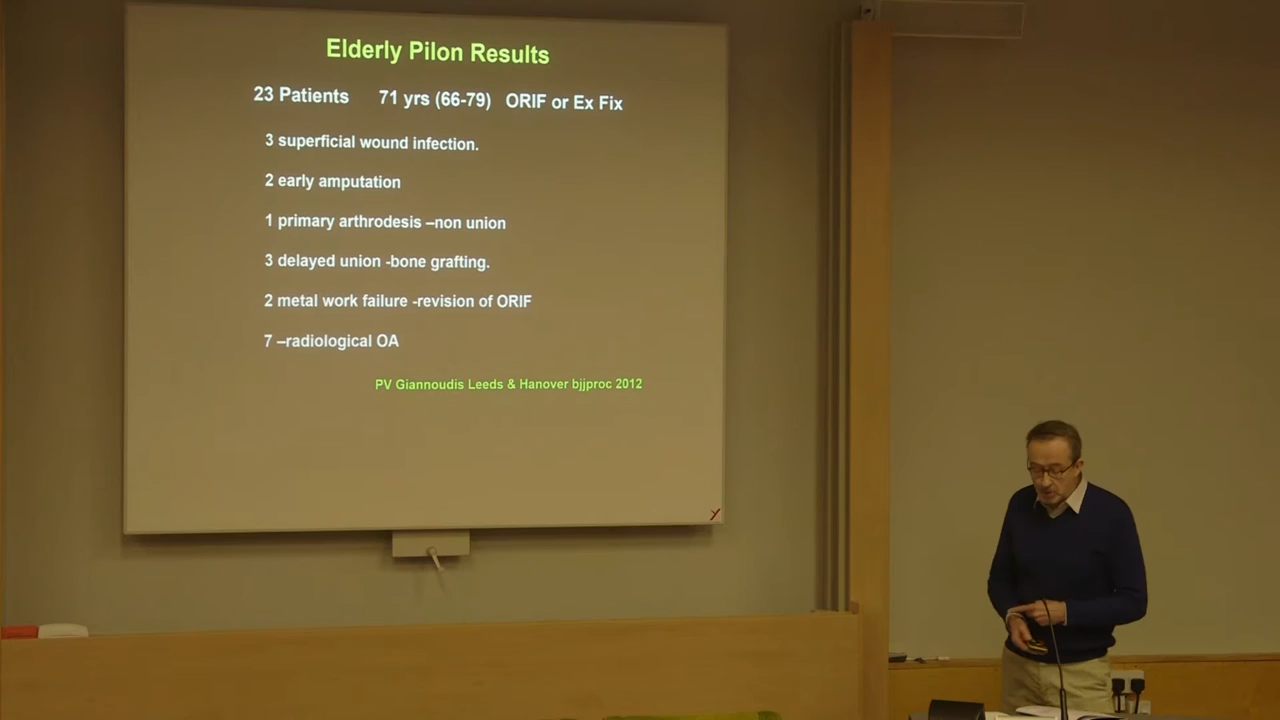 Elderly Pilon Results
23 Patients 71 yrs (66-79) ORIF or Ex Fix
3 superficial wound infection.
2 early amputation
1 primary arthrodesis –non union
3 delayed union -bone grafting.
2 metal work failure -revision of ORIF
7 –radiological OA
PV Giannoudis Leeds & Hanover bjjproc 2012